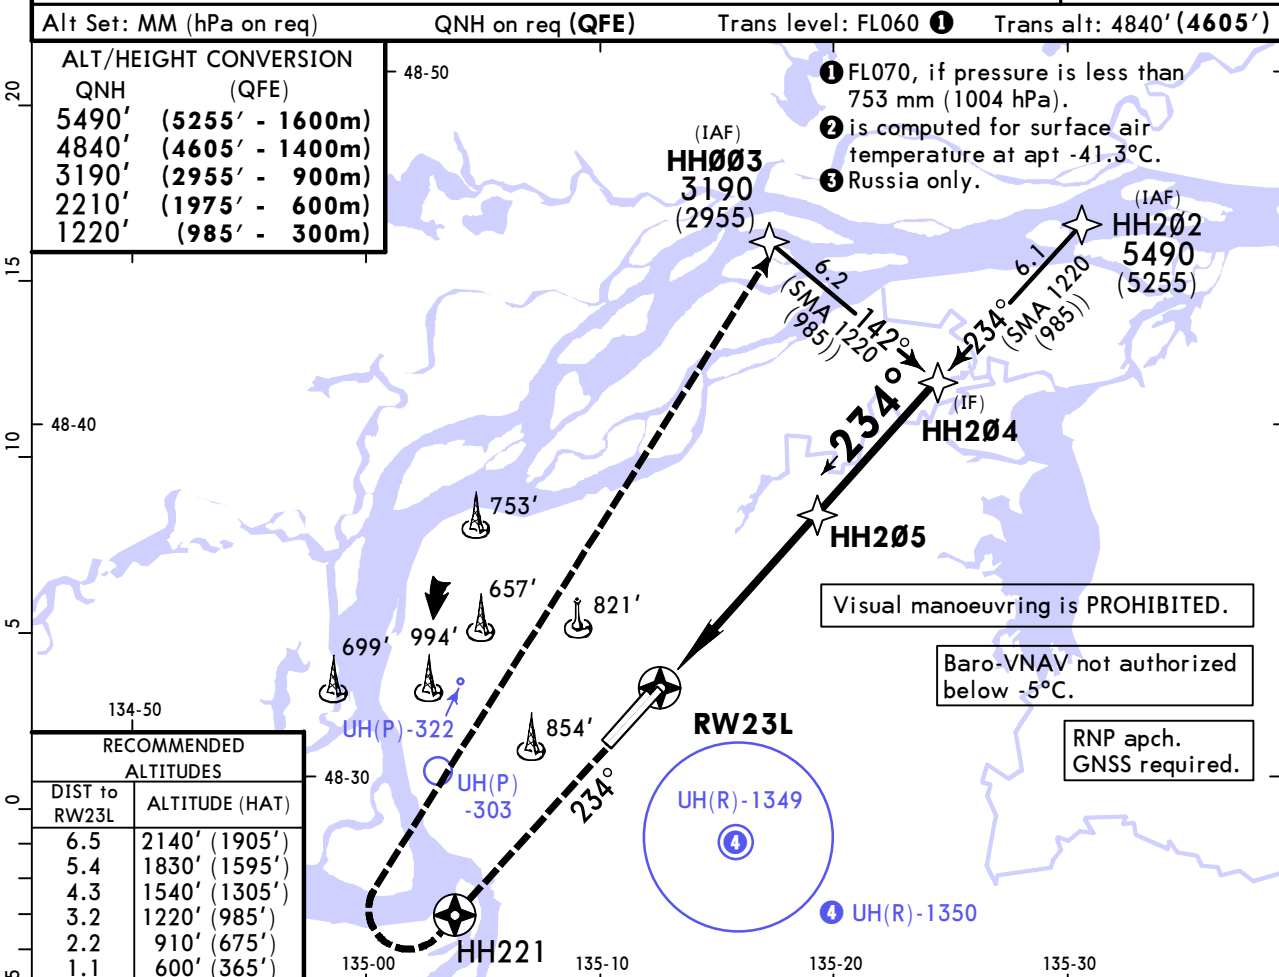 Alt Set: MM (hPa on req) QNH on req (QFE) Trans level: FL060 ❶ Trans alt: 4840′ (4605′)
ALT/HEIGHT CONVERSION
QNH (QFE)
5490′ (5255′ - 1600m)
4840′ (4605′ - 1400m)
3190′ (2955′ - 900m)
2210′ (1975′ - 600m)
1220′ (985′ - 300m)
❶ FL070, if pressure is less than
753 mm (1004 hPa).
❷ is computed for surface air
temperature at apt -41.3°C.
❸ Russia only.
48-50
20
15
10
5
0
5
48-40
48-30
134-50
135-00
135-10
135-20
135-30
(IAF)
HHØØ3
3190
(2955)
(IAF)
HH2Ø2
5490
(5255)
6.2
(SMA 1220
(985))
142°
6.1
234°
(SMA 1220
(985))
234°
(IF)
HH2Ø4
HH2Ø5
753′
657′
821′
699′
994′
854′
UH(P)-322
UH(P)
-303
RW23L
234°
HH221
UH(R)-1349
❹
❹ UH(R)-1350
Visual manoeuvring is PROHIBITED.
Baro-VNAV not authorized
below -5°C.
RNP apch.
GNSS required.
RECOMMENDED
ALTITUDES
DIST to
RW23L
ALTITUDE (HAT)
6.5 2140′ (1905′)
5.4 1830′ (1595′)
4.3 1540′ (1305′)
3.2 1220′ (985′)
2.2 910′ (675′)
1.1 600′ (365′)